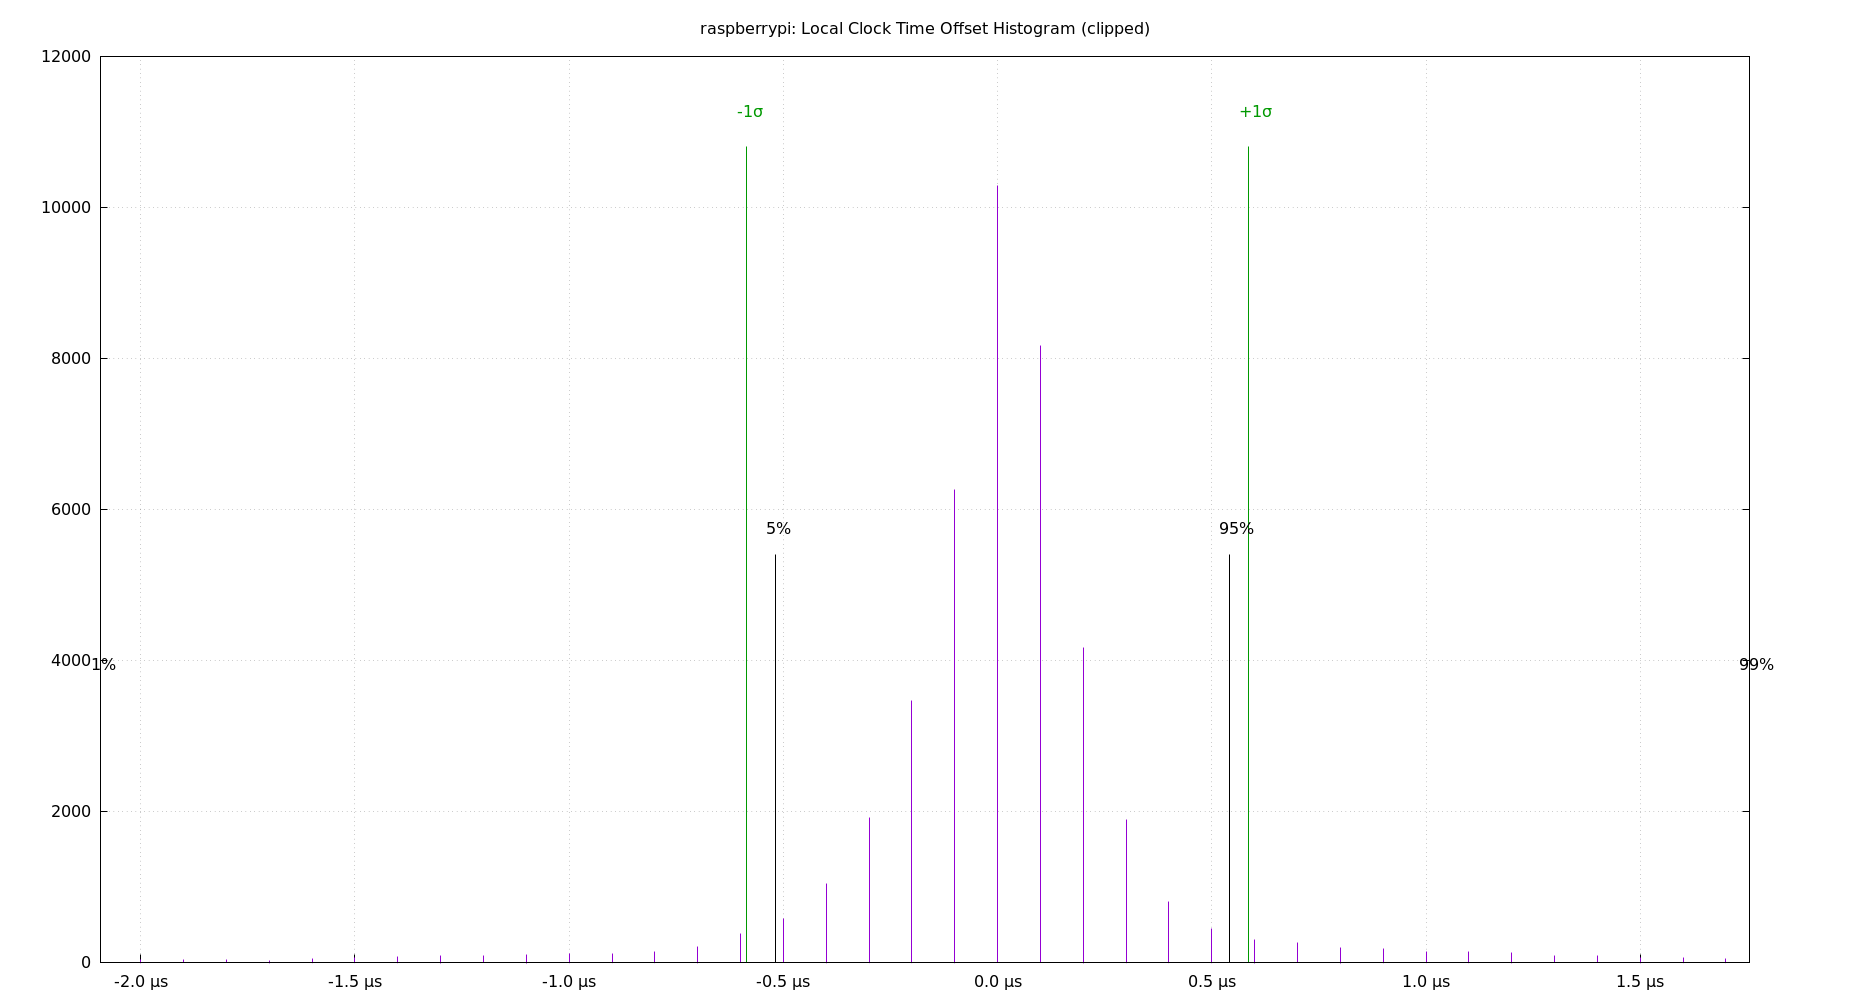 raspberrypi: Local Clock Time Offset Histogram (clipped)
12000
-1σ +1σ
10000
8000
6000
5% 95%
4000 1% 99%
2000
0
-2.0 µs -1.5 µs -1.0 µs -0.5 µs 0.0 µs 0.5 µs 1.0 µs 1.5 µs